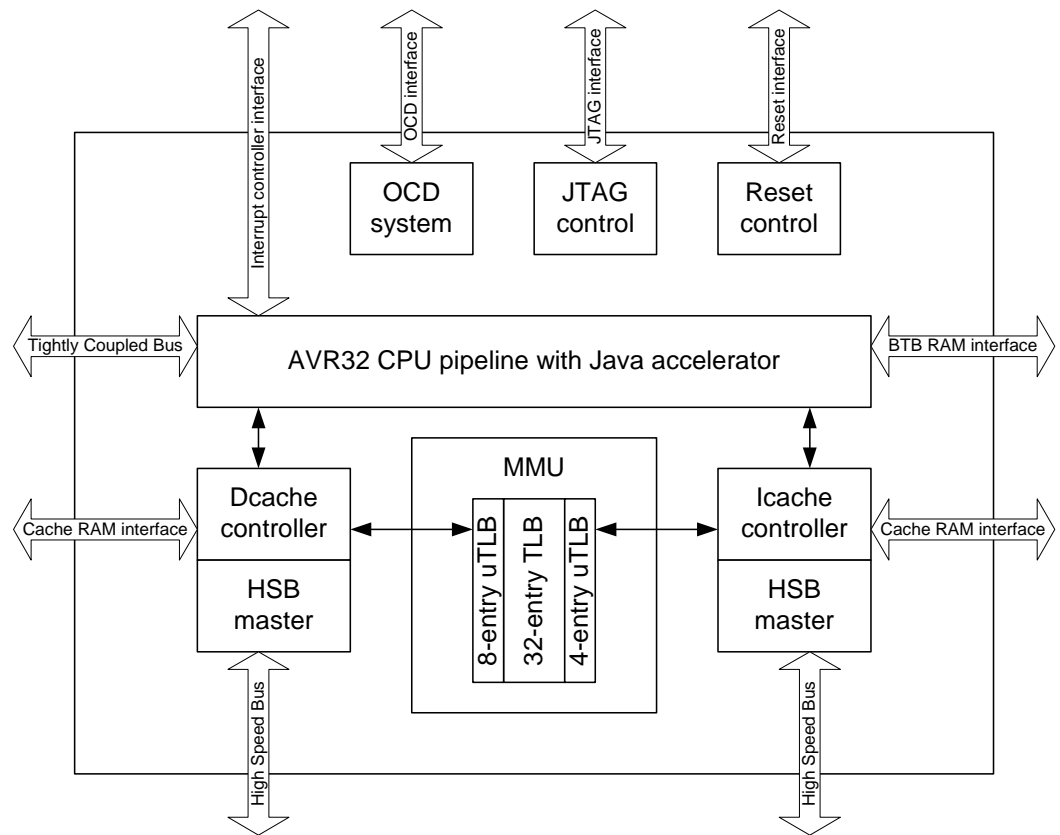 Interrupt controller interface
OCD interface
JTAG interface
Reset interface
OCD
system
JTAG
control
Reset
control
Tightly Coupled Bus
AVR32 CPU pipeline with Java accelerator
BTB RAM interface
MMU
Dcache
controller
8-entry uTLB
32-entry TLB
4-entry uTLB
Icache
controller
Cache RAM interface
Cache RAM interface
HSB
master
HSB
master
High Speed Bus
High Speed Bus